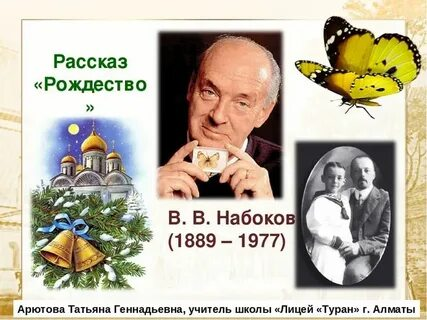 Рассказ
«Рождество
»
В. В. Набоков
(1889 – 1977)
Арютова Татьяна Геннадьевна, учитель школы «Лицей «Туран» г. Алматы